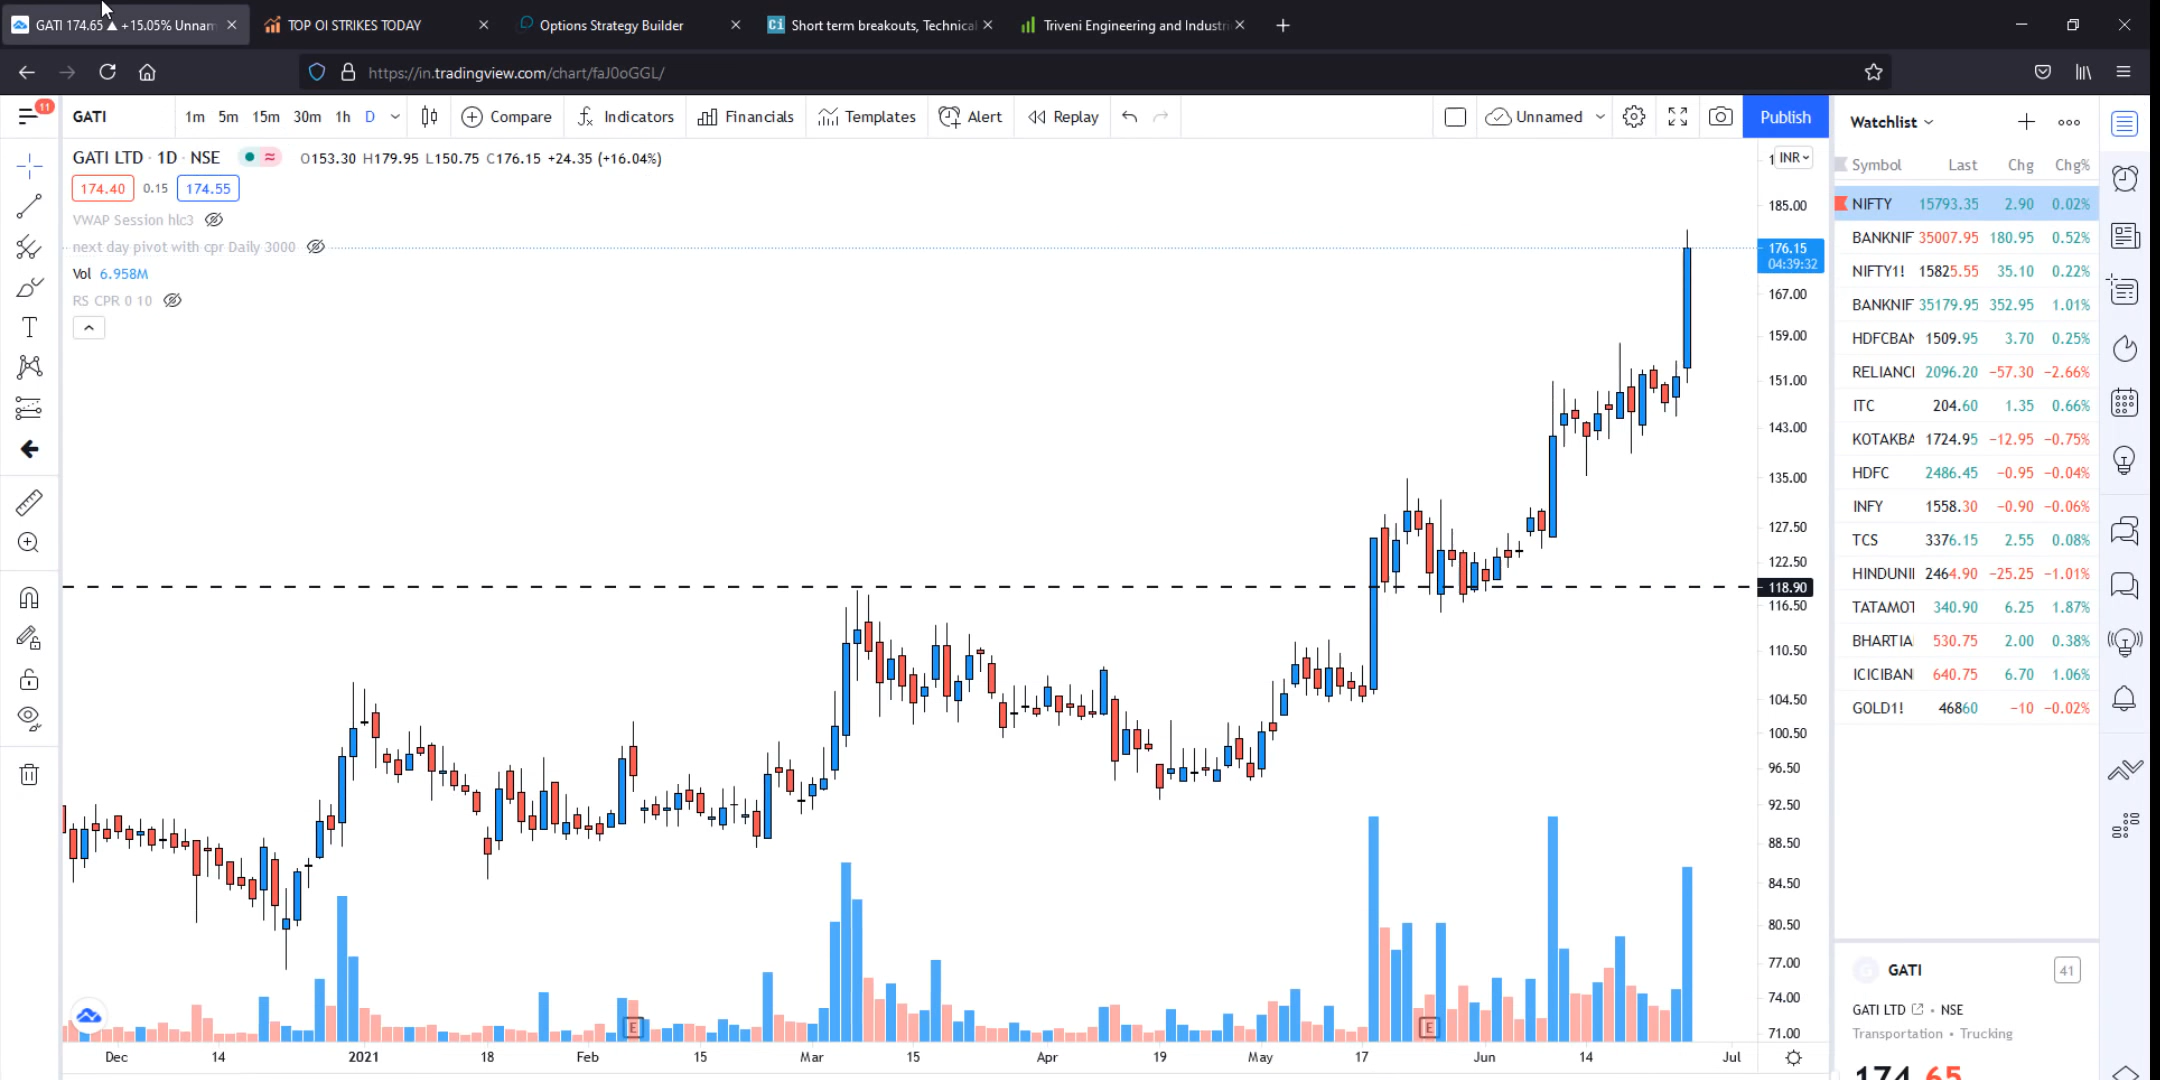 GATI 174.65 ▲ +15.05% Unnam
TOP OI STRIKES TODAY
Options Strategy Builder
Ci Short term breakouts, Technical
Triveni Engineering and Industri
https://in.tradingview.com/chart/faJ0oGGL/
11
GATI 1m 5m 15m 30m 1h D Compare Indicators Financials Templates Alert Replay Unnamed Publish
GATI LTD · 1D · NSE O153.30 H179.95 L150.75 C176.15 +24.35 (+16.04%)
174.40 0.15 174.55
VWAP Session hlc3
next day pivot with cpr Daily 3000
Vol 6.958M
RS CPR 0 10
INR
185.00
176.15
04:39:32
167.00
159.00
151.00
143.00
135.00
127.50
122.50
118.90
116.50
110.50
104.50
100.50
96.50
92.50
88.50
84.50
80.50
77.00
74.00
71.00
E E
Dec 14 2021 18 Feb 15 Mar 15 Apr 19 May 17 Jun 14 Jul
Watchlist
Symbol Last Chg Chg%
NIFTY 15793.35 2.90 0.02%
BANKNIF 35007.95 180.95 0.52%
NIFTY1! 15825.55 35.10 0.22%
BANKNIF 35179.95 352.95 1.01%
HDFCBAN 1509.95 3.70 0.25%
RELIANCI 2096.20 −57.30 −2.66%
ITC 204.60 1.35 0.66%
KOTAKBA 1724.95 −12.95 −0.75%
HDFC 2486.45 −0.95 −0.04%
INFY 1558.30 −0.90 −0.06%
TCS 3376.15 2.55 0.08%
HINDUNII 2464.90 −25.25 −1.01%
TATAMOT 340.90 6.25 1.87%
BHARTIA 530.75 2.00 0.38%
ICICIBAN 640.75 6.70 1.06%
GOLD1! 46860 −10 −0.02%
G GATI 41
GATI LTD • NSE
Transportation • Trucking
174.65